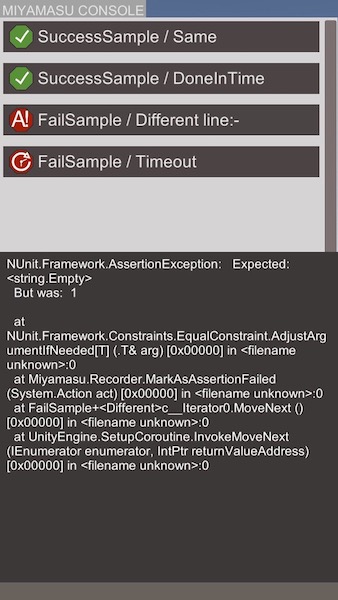 MIYAMASU CONSOLE
SuccessSample / Same
SuccessSample / DoneInTime
A! FailSample / Different line:-
FailSample / Timeout
NUnit.Framework.AssertionException:   Expected:
<string.Empty>
But was:  1
at
NUnit.Framework.Constraints.EqualConstraint.AdjustArg
umentIfNeeded[T] (.T& arg) [0x00000] in <filename
unknown>:0
at Miyamasu.Recorder.MarkAsAssertionFailed
(System.Action act) [0x00000] in <filename unknown>:0
at FailSample+<Different>c__Iterator0.MoveNext ()
[0x00000] in <filename unknown>:0
at UnityEngine.SetupCoroutine.InvokeMoveNext
(IEnumerator enumerator, IntPtr returnValueAddress)
[0x00000] in <filename unknown>:0